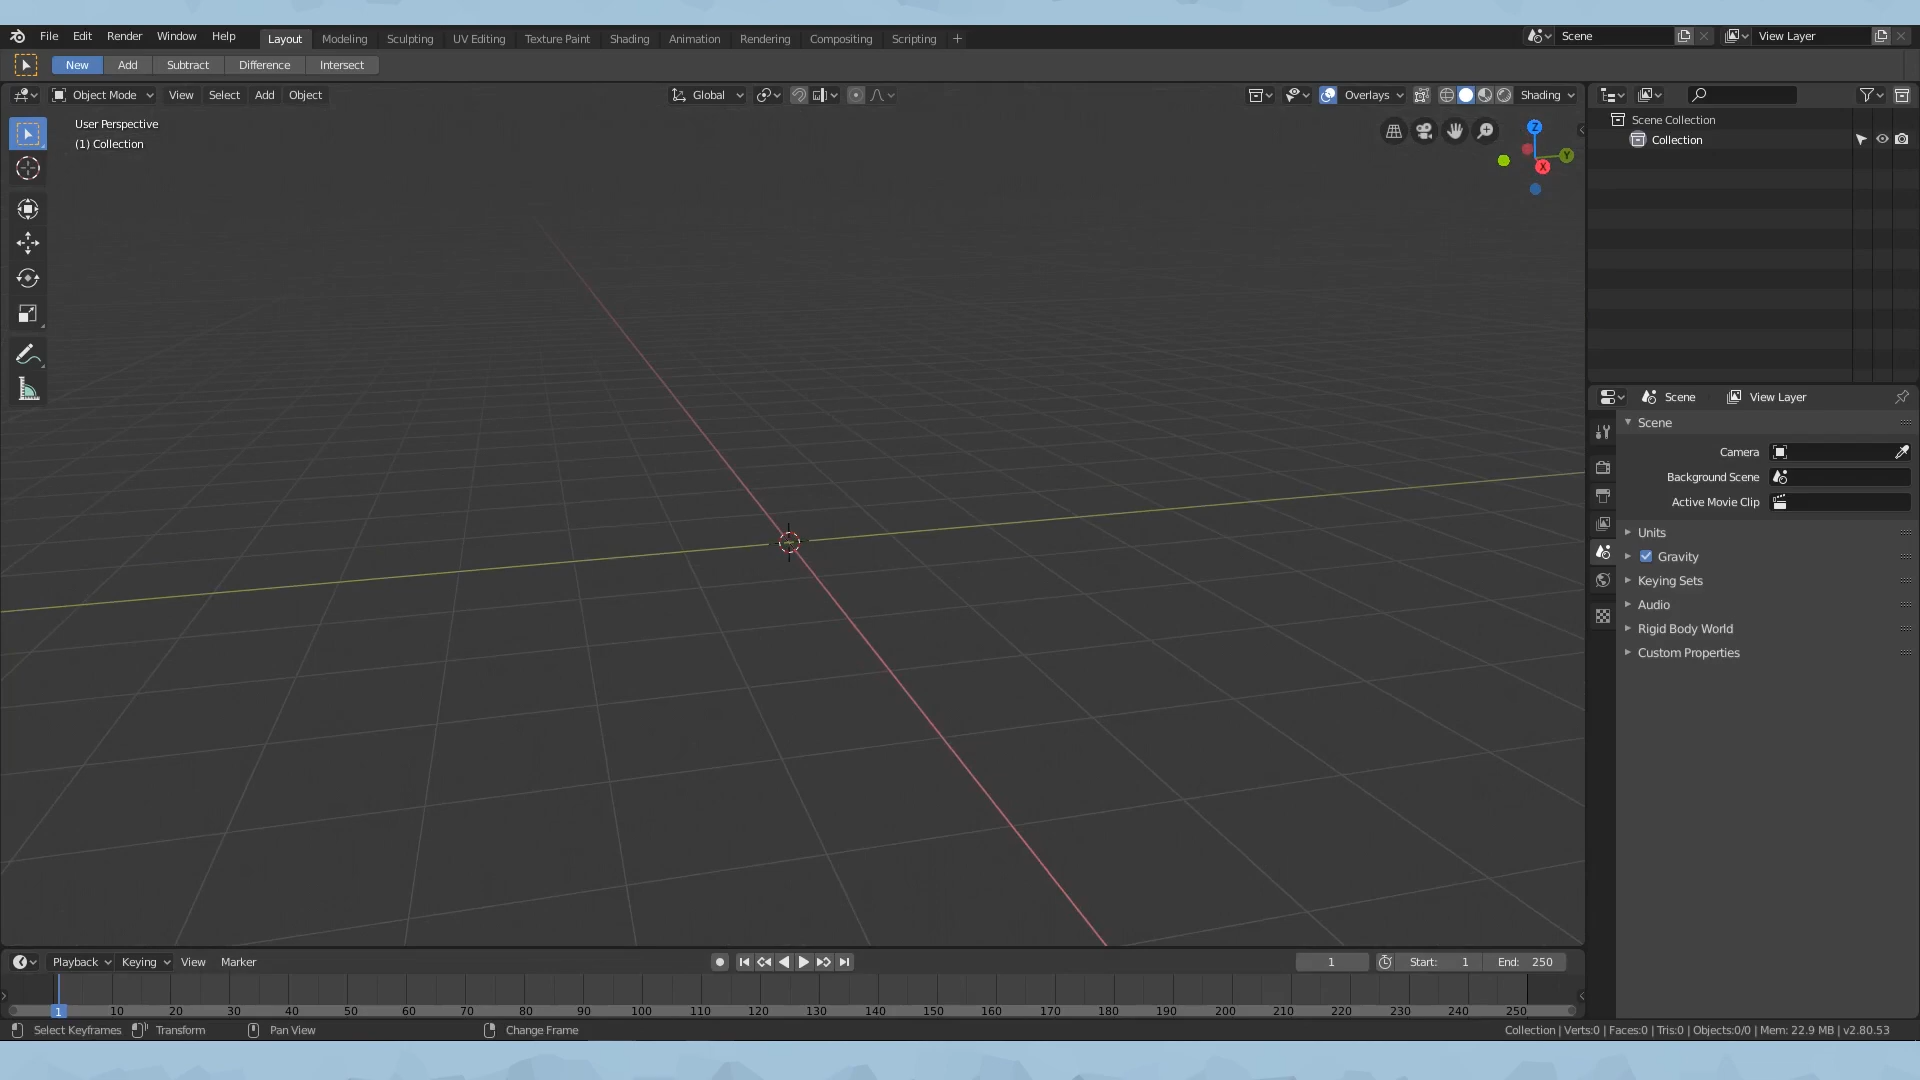 File Edit Render Window Help Layout Modeling Sculpting UV Editing Texture Paint Shading Animation Rendering Compositing Scripting + Scene View Layer
New Add Subtract Difference Intersect
Object Mode View Select Add Object Global Overlays Shading
User Perspective
(1) Collection
Z
Y
X
Scene Collection
Collection
Scene View Layer
Scene
Camera
Background Scene
Active Movie Clip
Units
Gravity
Keying Sets
Audio
Rigid Body World
Custom Properties
Playback Keying View Marker 1 Start: 1 End: 250
1 10 20 30 40 50 60 70 80 90 100 110 120 130 140 150 160 170 180 190 200 210 220 230 240 250
Select Keyframes Transform Pan View Change Frame Collection | Verts:0 | Faces:0 | Tris:0 | Objects:0/0 | Mem: 22.9 MB | v2.80.53